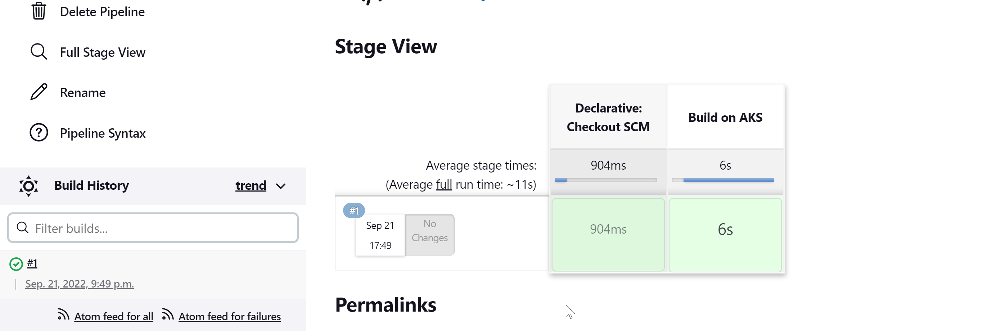 Delete Pipeline
Full Stage View
Rename
Pipeline Syntax
Build History trend
Filter builds...
#1
Sep. 21, 2022, 9:49 p.m.
Atom feed for all Atom feed for failures
Stage View
Declarative:
Checkout SCM
Build on AKS
Average stage times:
(Average full run time: ~11s)
904ms
6s
#1
Sep 21
17:49
No
Changes
904ms
6s
Permalinks